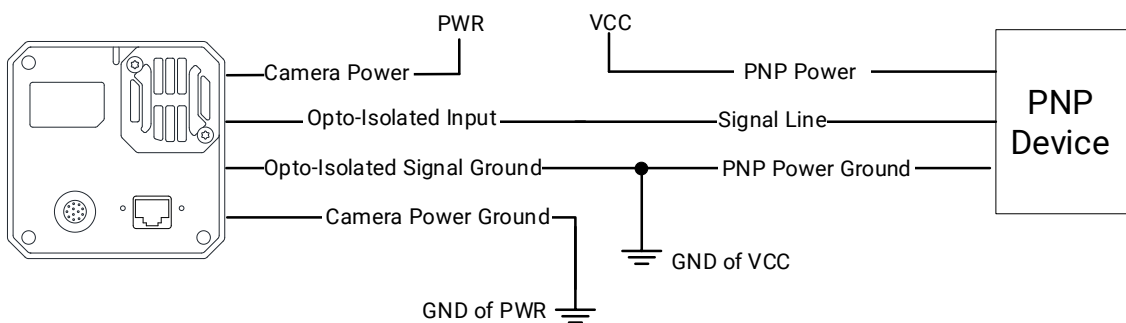 PWR
VCC
Camera Power
PNP Power
Opto-Isolated Input
Signal Line
PNP
Device
Opto-Isolated Signal Ground
PNP Power Ground
Camera Power Ground
GND of VCC
GND of PWR